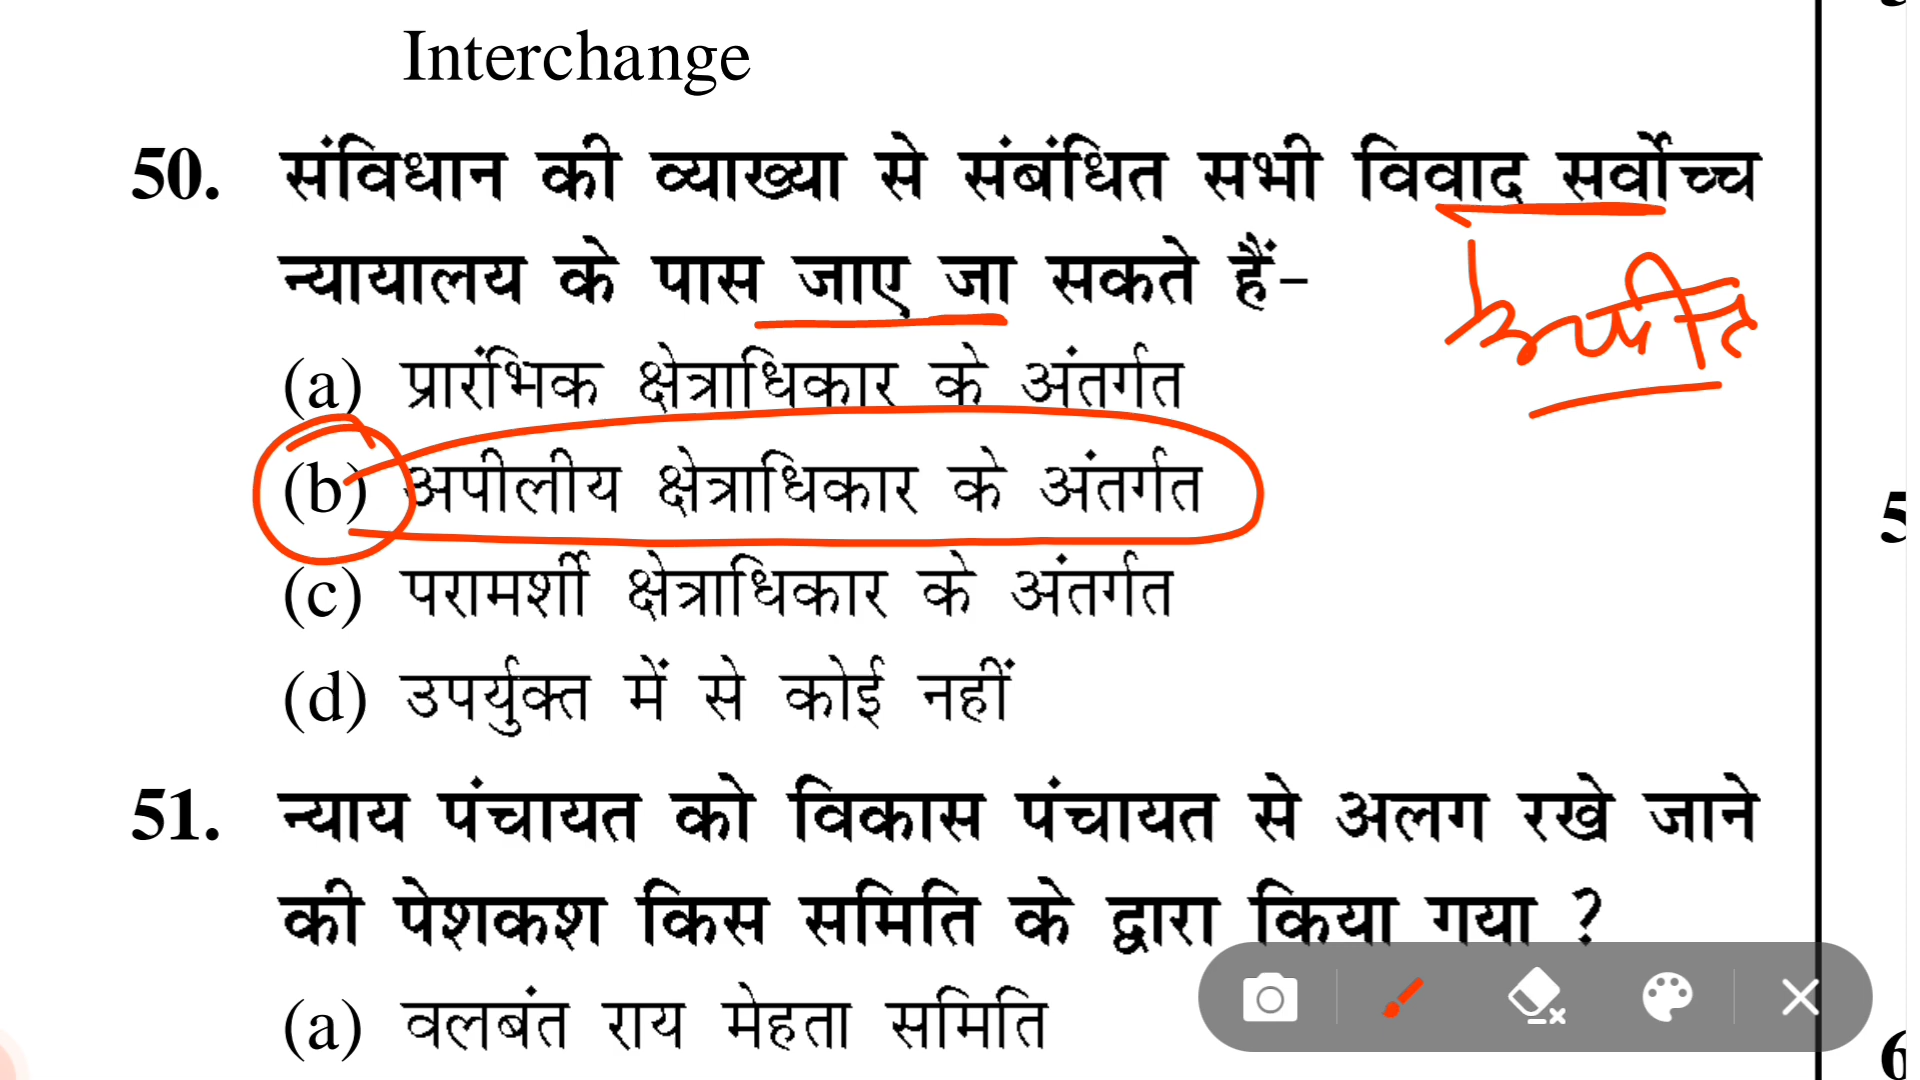 Interchange
50. संविधान की व्याख्या से संबंधित सभी विवाद सर्वोच्च
न्यायालय के पास जाए जा सकते हैं-
(a) प्रारंभिक क्षेत्राधिकार के अंतर्गत
(b) अपीलीय क्षेत्राधिकार के अंतर्गत
(c) परामर्शी क्षेत्राधिकार के अंतर्गत
(d) उपर्युक्त में से कोई नहीं
51. न्याय पंचायत को विकास पंचायत से अलग रखे जाने
की पेशकश किस समिति के द्वारा किया गया ?
(a) वलबंत राय मेहता समिति